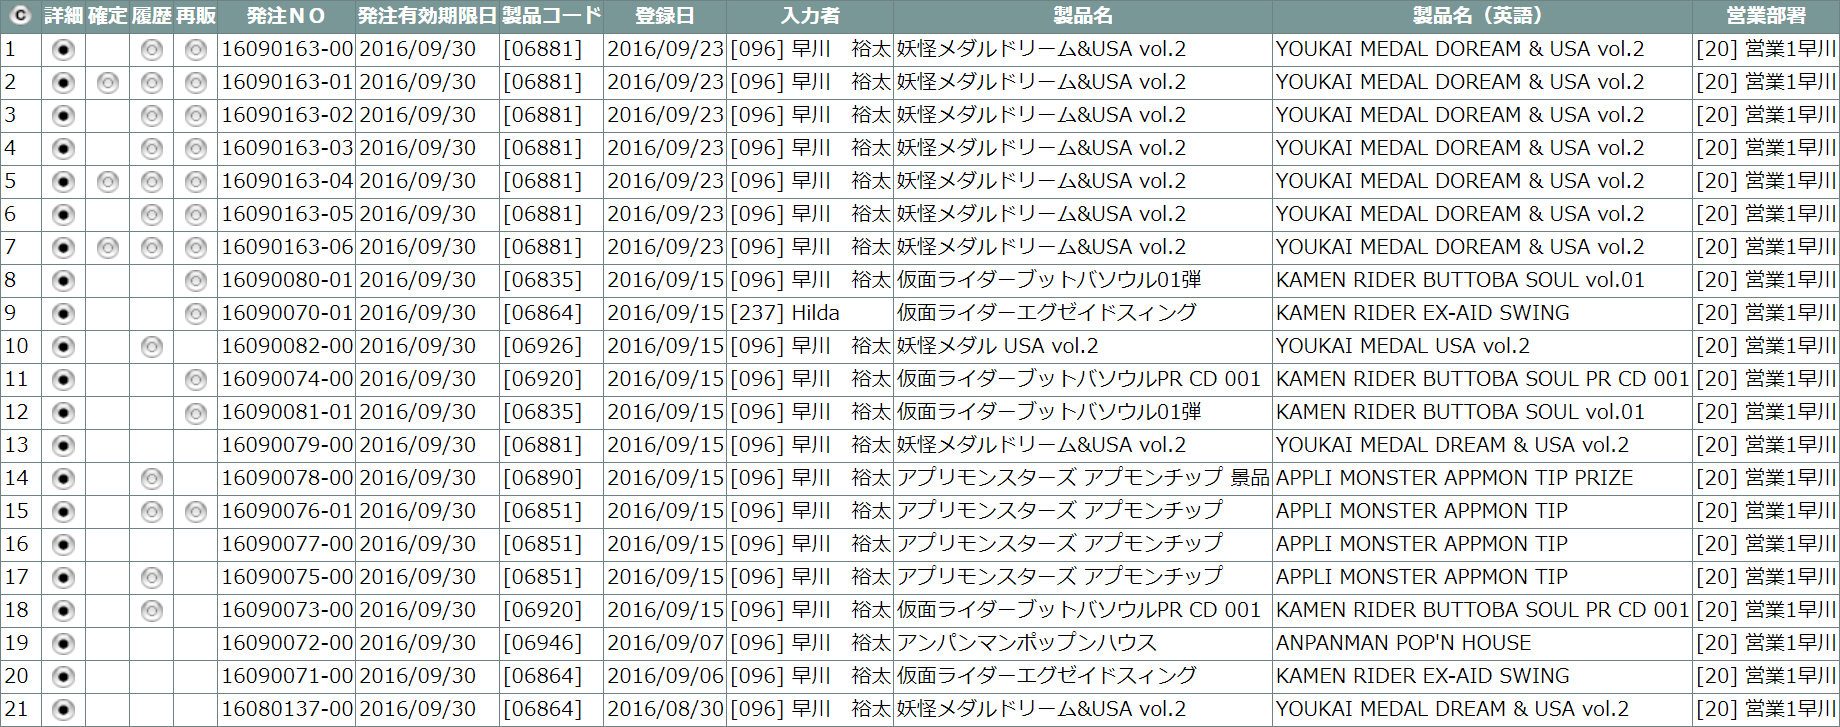 © 詳細 確定 履歴 再販 発注NO 発注有効期限日 製品コード 登録日 入力者 製品名 製品名（英語） 営業部署
1 16090163-00 2016/09/30 [06881] 2016/09/23 [096] 早川　裕太 妖怪メダルドリーム&USA vol.2 YOUKAI MEDAL DOREAM & USA vol.2 [20] 営業1早川
2 16090163-01 2016/09/30 [06881] 2016/09/23 [096] 早川　裕太 妖怪メダルドリーム&USA vol.2 YOUKAI MEDAL DOREAM & USA vol.2 [20] 営業1早川
3 16090163-02 2016/09/30 [06881] 2016/09/23 [096] 早川　裕太 妖怪メダルドリーム&USA vol.2 YOUKAI MEDAL DOREAM & USA vol.2 [20] 営業1早川
4 16090163-03 2016/09/30 [06881] 2016/09/23 [096] 早川　裕太 妖怪メダルドリーム&USA vol.2 YOUKAI MEDAL DOREAM & USA vol.2 [20] 営業1早川
5 16090163-04 2016/09/30 [06881] 2016/09/23 [096] 早川　裕太 妖怪メダルドリーム&USA vol.2 YOUKAI MEDAL DOREAM & USA vol.2 [20] 営業1早川
6 16090163-05 2016/09/30 [06881] 2016/09/23 [096] 早川　裕太 妖怪メダルドリーム&USA vol.2 YOUKAI MEDAL DOREAM & USA vol.2 [20] 営業1早川
7 16090163-06 2016/09/30 [06881] 2016/09/23 [096] 早川　裕太 妖怪メダルドリーム&USA vol.2 YOUKAI MEDAL DOREAM & USA vol.2 [20] 営業1早川
8 16090080-01 2016/09/30 [06835] 2016/09/15 [096] 早川　裕太 仮面ライダーブットバソウル01弾 KAMEN RIDER BUTTOBA SOUL vol.01 [20] 営業1早川
9 16090070-01 2016/09/30 [06864] 2016/09/15 [237] Hilda 仮面ライダーエグゼイドスィング KAMEN RIDER EX-AID SWING [20] 営業1早川
10 16090082-00 2016/09/30 [06926] 2016/09/15 [096] 早川　裕太 妖怪メダル USA vol.2 YOUKAI MEDAL USA vol.2 [20] 営業1早川
11 16090074-00 2016/09/30 [06920] 2016/09/15 [096] 早川　裕太 仮面ライダーブットバソウルPR CD 001 KAMEN RIDER BUTTOBA SOUL PR CD 001 [20] 営業1早川
12 16090081-01 2016/09/30 [06835] 2016/09/15 [096] 早川　裕太 仮面ライダーブットバソウル01弾 KAMEN RIDER BUTTOBA SOUL vol.01 [20] 営業1早川
13 16090079-00 2016/09/30 [06881] 2016/09/15 [096] 早川　裕太 妖怪メダルドリーム&USA vol.2 YOUKAI MEDAL DREAM & USA vol.2 [20] 営業1早川
14 16090078-00 2016/09/30 [06890] 2016/09/15 [096] 早川　裕太 アプリモンスターズ アプモンチップ 景品 APPLI MONSTER APPMON TIP PRIZE [20] 営業1早川
15 16090076-01 2016/09/30 [06851] 2016/09/15 [096] 早川　裕太 アプリモンスターズ アプモンチップ APPLI MONSTER APPMON TIP [20] 営業1早川
16 16090077-00 2016/09/30 [06851] 2016/09/15 [096] 早川　裕太 アプリモンスターズ アプモンチップ APPLI MONSTER APPMON TIP [20] 営業1早川
17 16090075-00 2016/09/30 [06851] 2016/09/15 [096] 早川　裕太 アプリモンスターズ アプモンチップ APPLI MONSTER APPMON TIP [20] 営業1早川
18 16090073-00 2016/09/30 [06920] 2016/09/15 [096] 早川　裕太 仮面ライダーブットバソウルPR CD 001 KAMEN RIDER BUTTOBA SOUL PR CD 001 [20] 営業1早川
19 16090072-00 2016/09/30 [06946] 2016/09/07 [096] 早川　裕太 アンパンマンポップンハウス ANPANMAN POP'N HOUSE [20] 営業1早川
20 16090071-00 2016/09/30 [06864] 2016/09/06 [096] 早川　裕太 仮面ライダーエグゼイドスィング KAMEN RIDER EX-AID SWING [20] 営業1早川
21 16080137-00 2016/09/30 [06864] 2016/08/30 [096] 早川　裕太 妖怪メダルドリーム&USA vol.2 YOUKAI MEDAL DREAM & USA vol.2 [20] 営業1早川